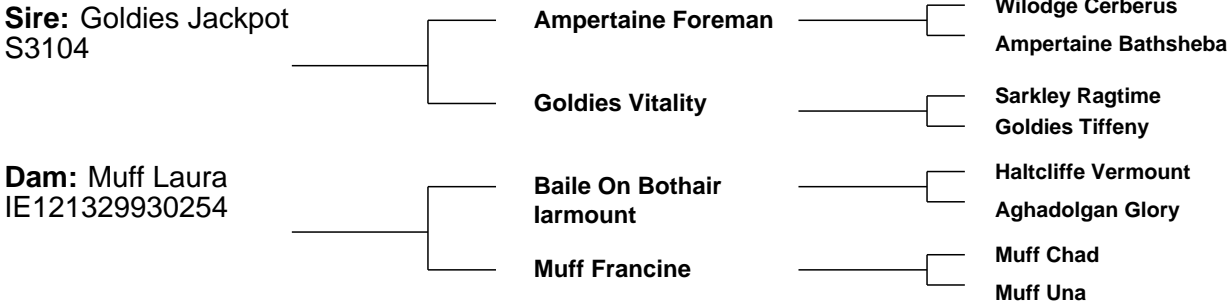 Sire: Goldies Jackpot
S3104
Ampertaine Foreman
Wilodge Cerberus
Ampertaine Bathsheba
Goldies Vitality
Sarkley Ragtime
Goldies Tiffeny
Dam: Muff Laura
IE121329930254
Baile On Bothair
Iarmount
Haltcliffe Vermount
Aghadolgan Glory
Muff Francine
Muff Chad
Muff Una